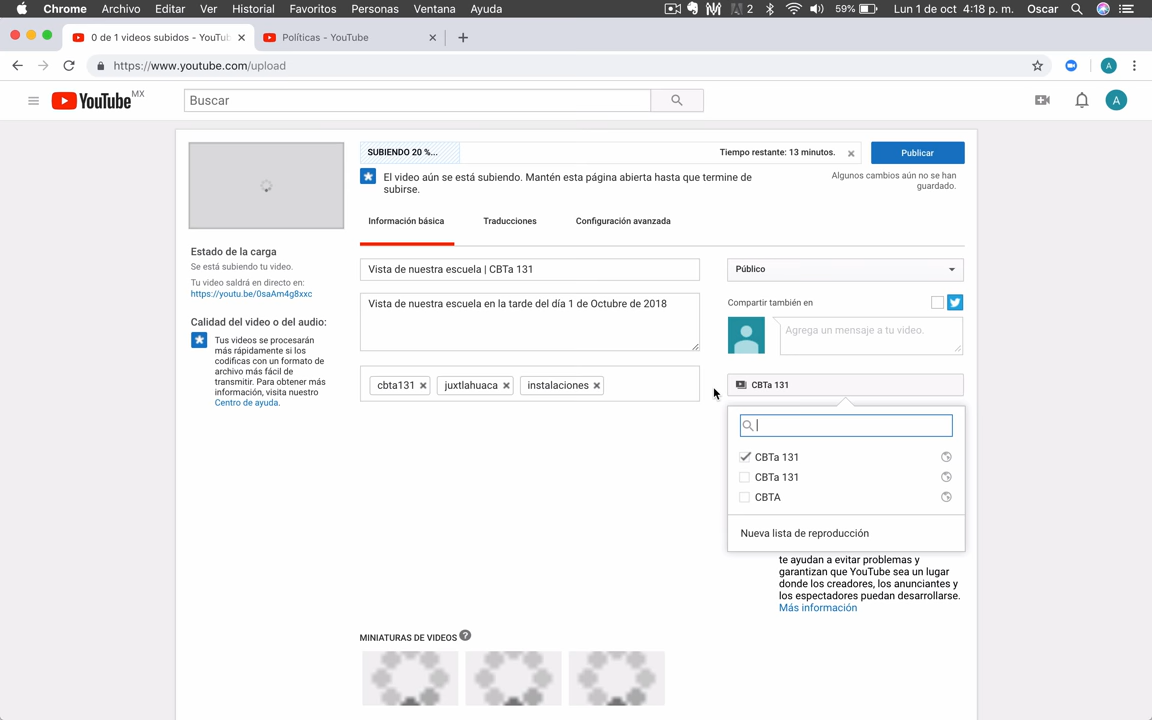 Chrome Archivo Editar Ver Historial Favoritos Personas Ventana Ayuda
2 59% Lun 1 de oct 4:18 p. m. Oscar
0 de 1 videos subidos - YouTu
Políticas - YouTube
https://www.youtube.com/upload
A
YouTube MX
Buscar
A
SUBIENDO 20 %...
Tiempo restante: 13 minutos.
Publicar
El video aún se está subiendo. Mantén esta página abierta hasta que termine de
subirse.
Algunos cambios aún no se han
guardado.
Información básica Traducciones Configuración avanzada
Estado de la carga
Se está subiendo tu video.
Tu video saldrá en directo en:
https://youtu.be/0saAm4g8xxc
Calidad del video o del audio:
Tus videos se procesarán
más rápidamente si los
codificas con un formato de
archivo más fácil de
transmitir. Para obtener más
información, visita nuestro
Centro de ayuda.
Vista de nuestra escuela | CBTa 131
Vista de nuestra escuela en la tarde del día 1 de Octubre de 2018
cbta131 juxtlahuaca instalaciones
Público
Compartir también en
Agrega un mensaje a tu video.
CBTa 131
CBTa 131
CBTa 131
CBTA
Nueva lista de reproducción
te ayudan a evitar problemas y
garantizan que YouTube sea un lugar
donde los creadores, los anunciantes y
los espectadores puedan desarrollarse.
Más información
MINIATURAS DE VIDEOS ?